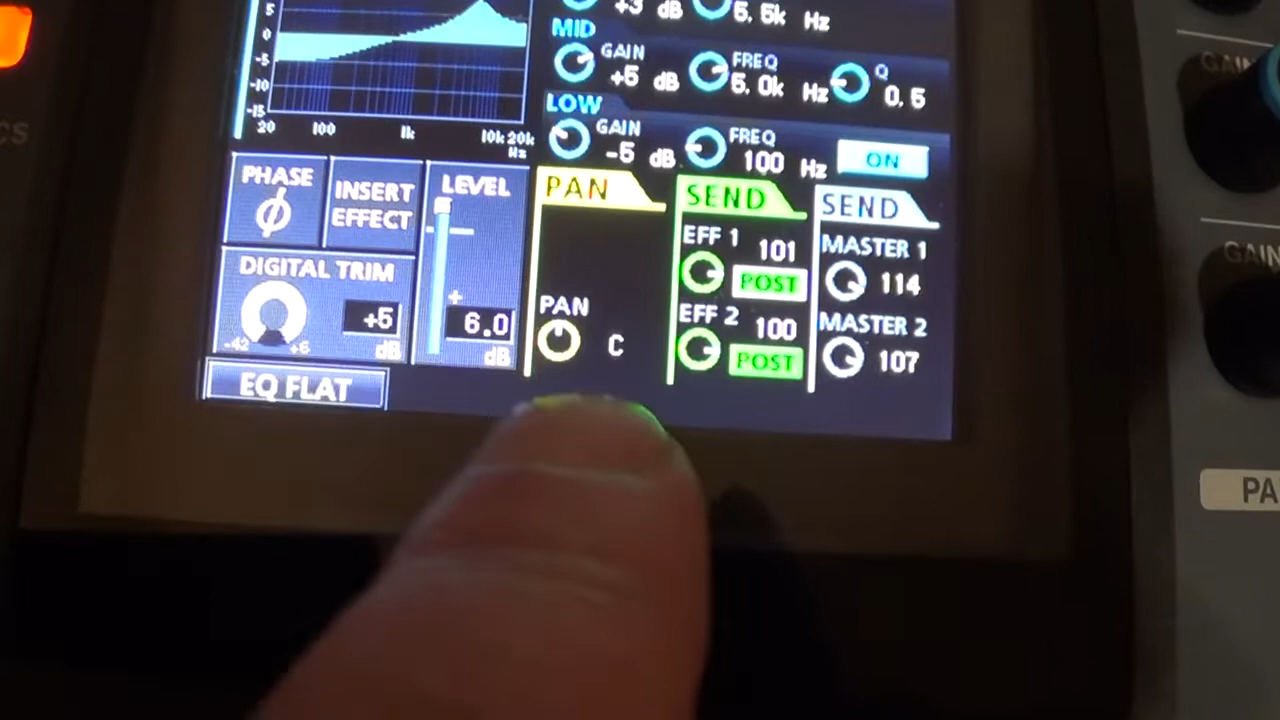 5
0
-5
-10
-15
20 100 1k 10k 20k
Hz
+3 dB 5.5k Hz
MID
GAIN +5 dB FREQ 5.0k Hz Q 0.5
LOW
GAIN -5 dB FREQ 100 Hz ON
PHASE
Ø
INSERT
EFFECT
LEVEL
+
6.0
dB
DIGITAL TRIM
+5
dB
-42 +6
EQ FLAT
PAN
PAN
C
SEND
EFF 1 101
POST
EFF 2 100
POST
SEND
MASTER 1
114
MASTER 2
107
CS
GAIN
GAIN
PA